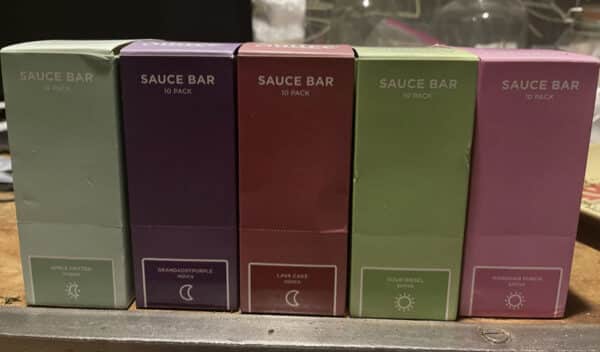 SAUCE BAR
10 PACK
APPLE FRITTER
HYBRID
SAUCE BAR
10 PACK
GRANDADDYPURPLE
INDICA
SAUCE BAR
10 PACK
LAVA CAKE
INDICA
SAUCE BAR
10 PACK
SOUR DIESEL
SATIVA
SAUCE BAR
10 PACK
HAWAIIAN PUNCH
SATIVA